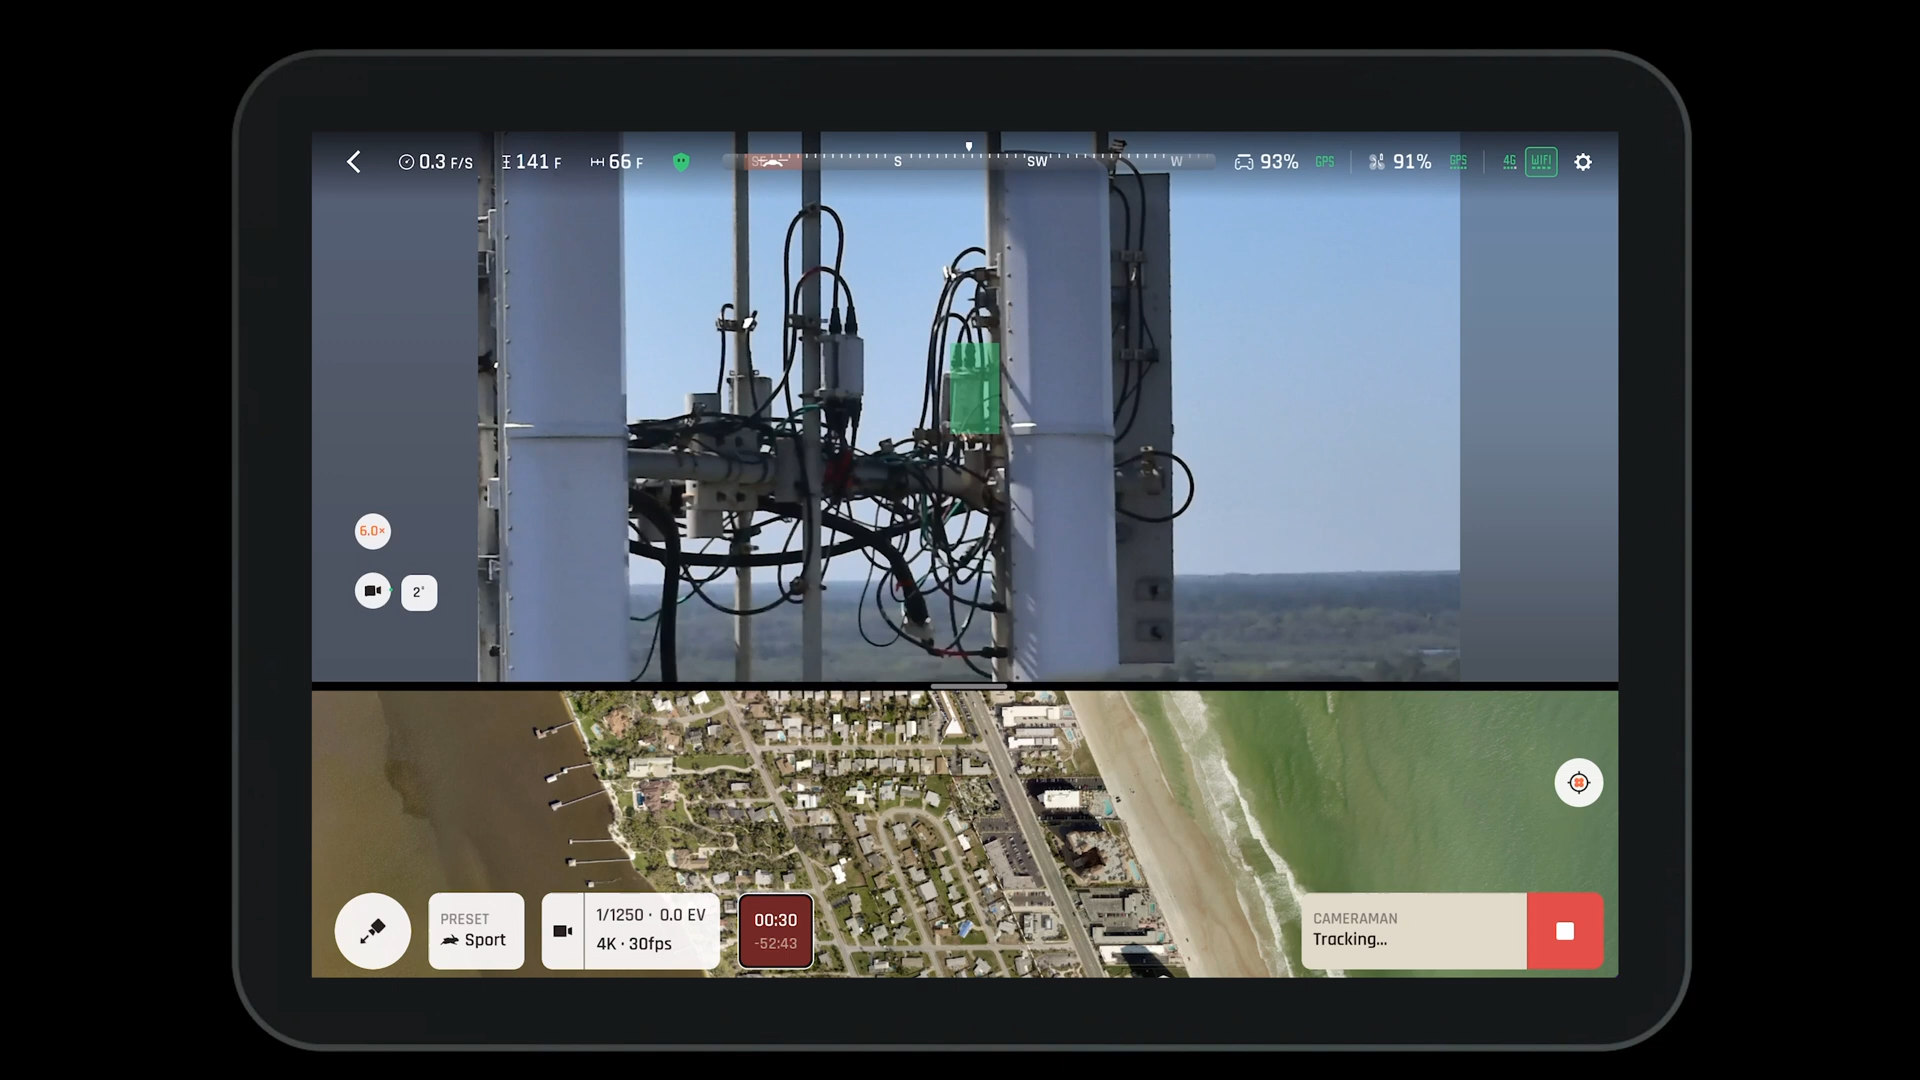 0.3 F/S
141 F
66 F
SE
S
SW
W
93%
GPS
91%
GPS
4G
WIFI
6.0×
2°
PRESET
Sport
1/1250 · 0.0 EV
4K · 30fps
00:30
-52:43
CAMERAMAN
Tracking...